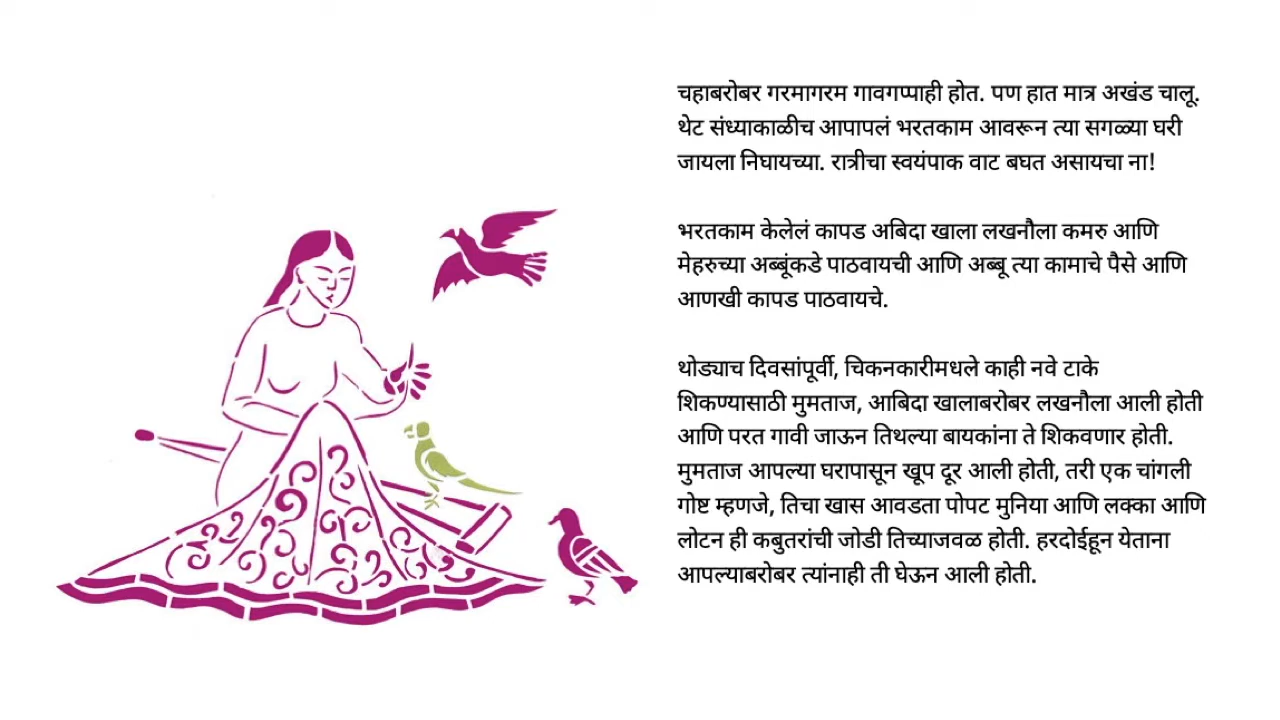 चहाबरोबर गरमागरम गावगप्पाही होत. पण हात मात्र अखंड चालू.
थेट संध्याकाळीच आपापलं भरतकाम आवरून त्या सगळ्या घरी
जायला निघायच्या. रात्रीचा स्वयंपाक वाट बघत असायचा ना!
भरतकाम केलेलं कापड अबिदा खाला लखनौला कमरु आणि
मेहरुच्या अब्बूंकडे पाठवायची आणि अब्बू त्या कामाचे पैसे आणि
आणखी कापड पाठवायचे.
थोड्याच दिवसांपूर्वी, चिकनकारीमधले काही नवे टाके
शिकण्यासाठी मुमताज, आबिदा खालाबरोबर लखनौला आली होती
आणि परत गावी जाऊन तिथल्या बायकांना ते शिकवणार होती.
मुमताज आपल्या घरापासून खूप दूर आली होती, तरी एक चांगली
गोष्ट म्हणजे, तिचा खास आवडता पोपट मुनिया आणि लक्का आणि
लोटन ही कबुतरांची जोडी तिच्याजवळ होती. हरदोईहून येताना
आपल्याबरोबर त्यांनाही ती घेऊन आली होती.